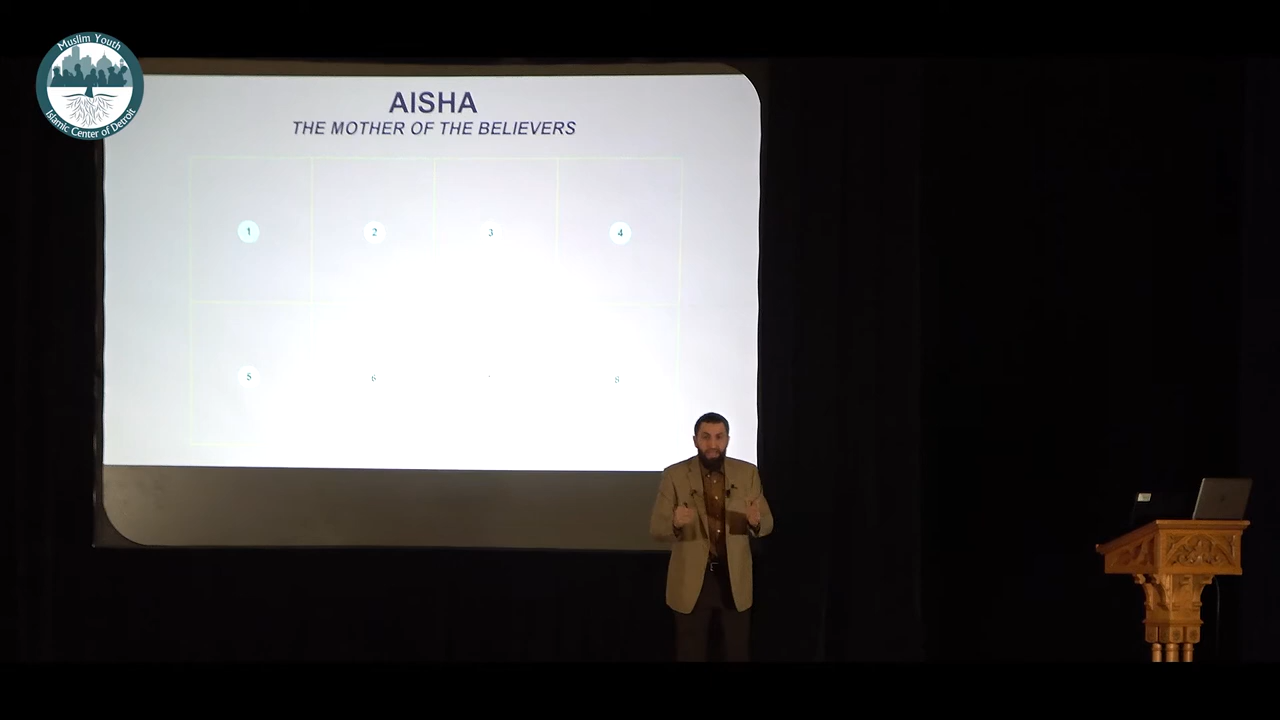 Muslim Youth
Islamic Center of Detroit
AISHA
THE MOTHER OF THE BELIEVERS
1
2
3
4
5
6
8